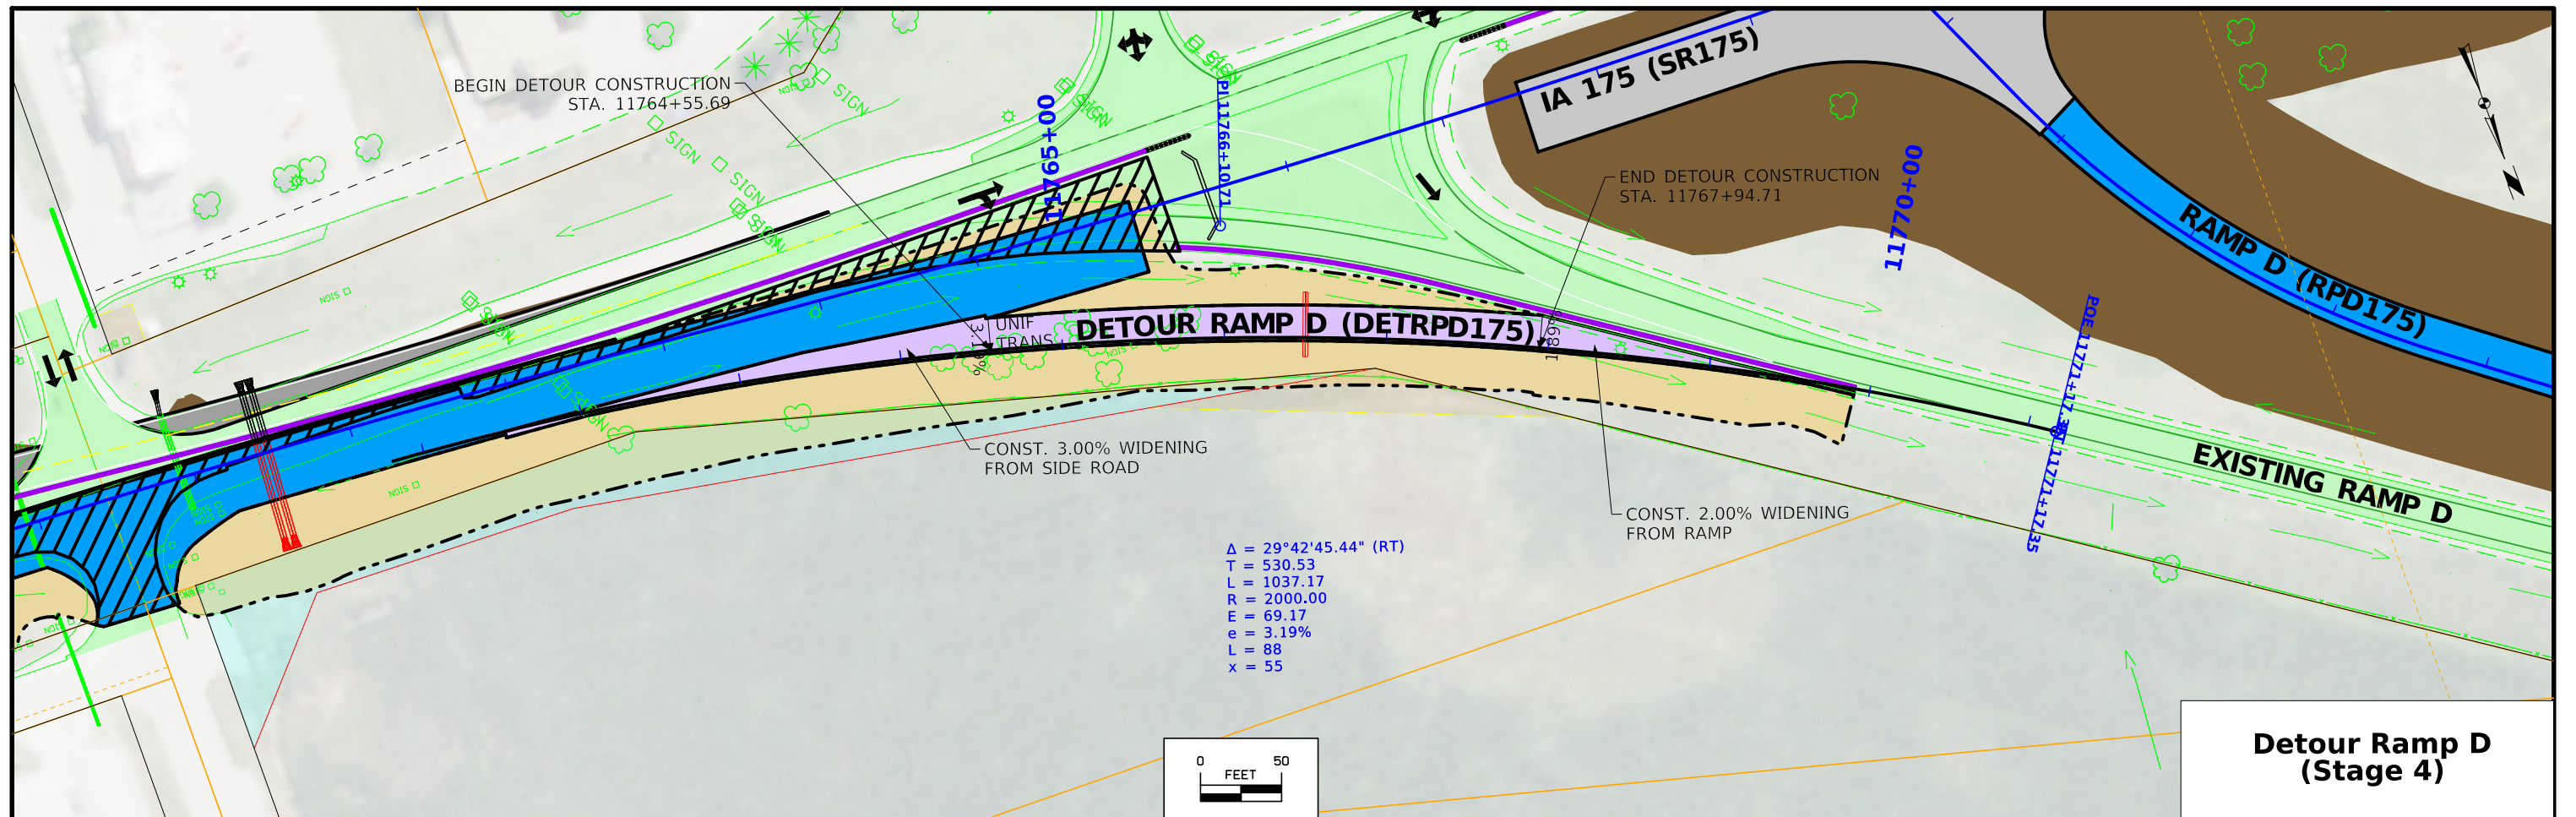 BEGIN DETOUR CONSTRUCTION
STA. 11764+55.69
SIGN
SIGN
SIGN
SIGN
SIGN
SIGN
SIGN
SIGN
SIGN
11765+00
PI 11766+10.71
IA 175 (SR175)
END DETOUR CONSTRUCTION
STA. 11767+94.71
11770+00
RAMP D (RPD175)
UNIF
TRANS
DETOUR RAMP D (DETRPD175)
CONST. 3.00% WIDENING
FROM SIDE ROAD
CONST. 2.00% WIDENING
FROM RAMP
EXISTING RAMP D
Δ = 29°42'45.44" (RT)
T = 530.53
L = 1037.17
R = 2000.00
E = 69.17
e = 3.19%
L = 88
x = 55
0 50
FEET
Detour Ramp D
(Stage 4)